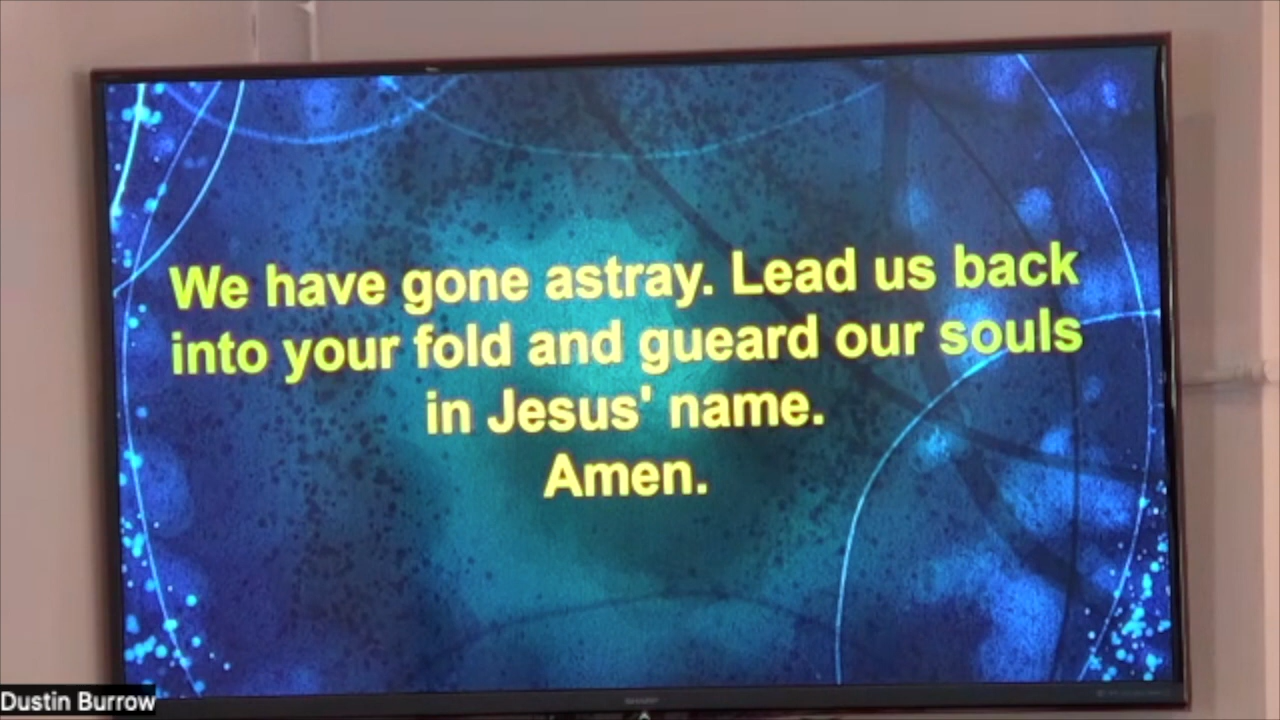 We have gone astray. Lead us back
into your fold and gueard our souls
in Jesus' name.
Amen.
Dustin Burrow